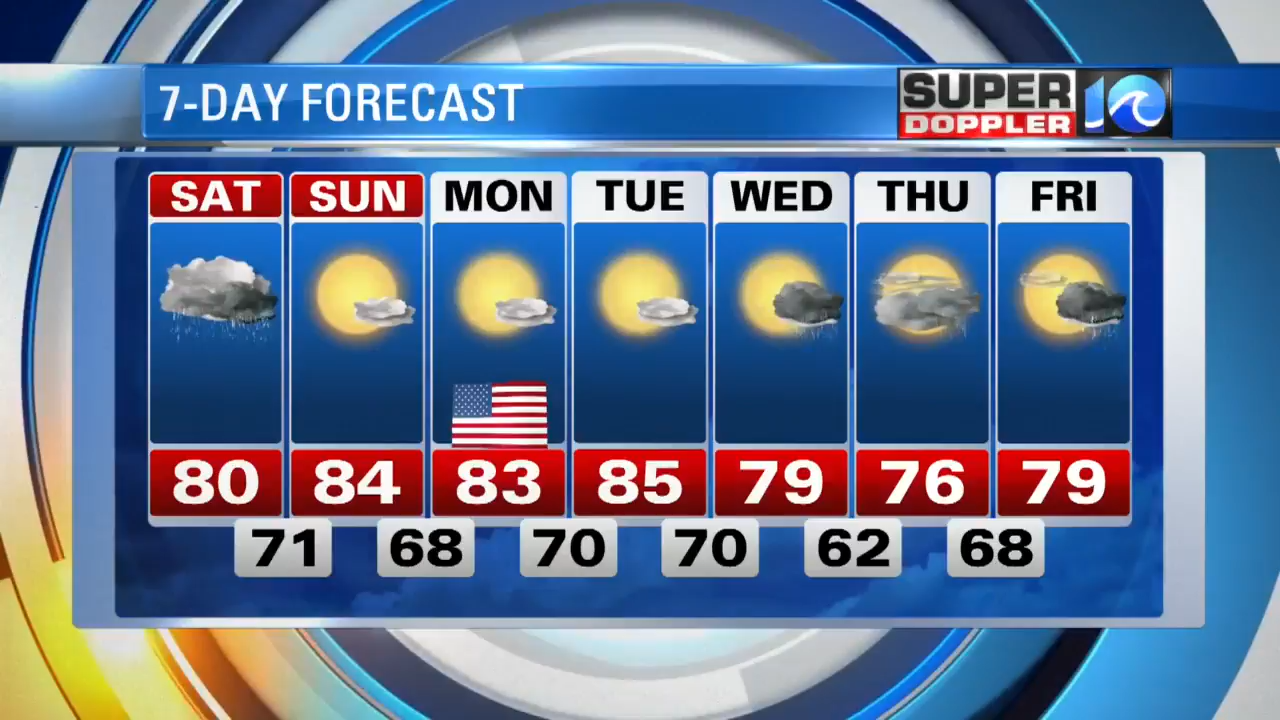 7-DAY FORECAST
SUPER DOPPLER 10
SAT SUN MON TUE WED THU FRI
80 84 83 85 79 76 79
71 68 70 70 62 68